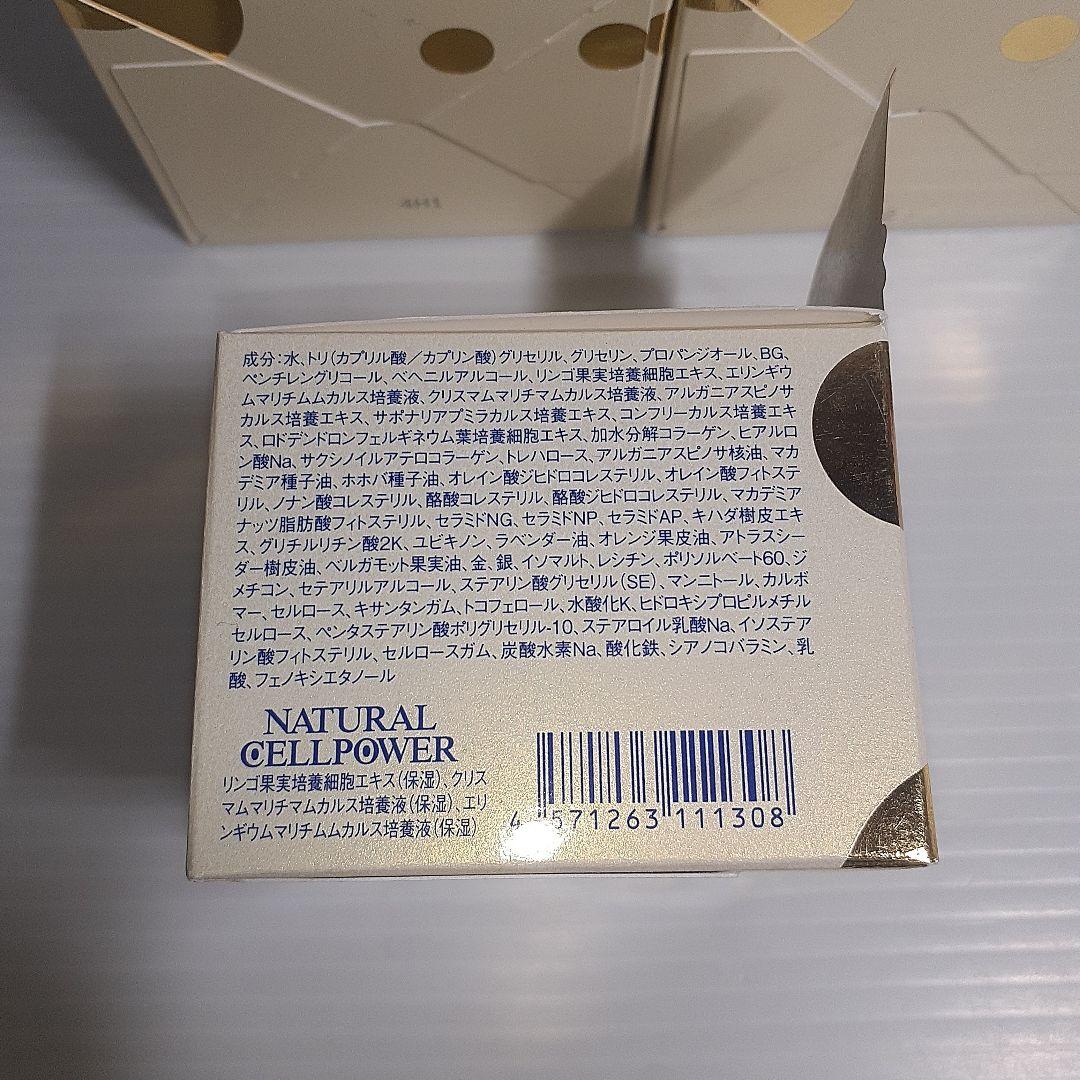 4H1
成分：水、トリ（カプリル酸／カプリン酸）グリセリル、グリセリン、プロパンジオール、BG、
ペンチレングリコール、ベヘニルアルコール、リンゴ果実培養細胞エキス、エリンギウ
ムマリチムムカルス培養液、クリスマムマリチマムカルス培養液、アルガニアスピノサ
カルス培養エキス、サポナリアプミラカルス培養エキス、コンフリーカルス培養エキ
ス、ロドデンドロンフェルギネウム葉培養細胞エキス、加水分解コラーゲン、ヒアルロ
ン酸Na、サクシノイルアテロコラーゲン、トレハロース、アルガニアスピノサ核油、マカ
デミア種子油、ホホバ種子油、オレイン酸ジヒドロコレステリル、オレイン酸フィトステ
リル、ノナン酸コレステリル、酪酸コレステリル、酪酸ジヒドロコレステリル、マカデミア
ナッツ脂肪酸フィトステリル、セラミドNG、セラミドNP、セラミドAP、キハダ樹皮エキ
ス、グリチルリチン酸2K、ユビキノン、ラベンダー油、オレンジ果皮油、アトラスシー
ダー樹皮油、ベルガモット果実油、金、銀、イソマルト、レシチン、ポリソルベート60、ジ
メチコン、セテアリルアルコール、ステアリン酸グリセリル（SE）、マンニトール、カルボ
マー、セルロース、キサンタンガム、トコフェロール、水酸化K、ヒドロキシプロピルメチル
セルロース、ペンタステアリン酸ポリグリセリル-10、ステアロイル乳酸Na、イソステア
リン酸フィトステリル、セルロースガム、炭酸水素Na、酸化鉄、シアノコバラミン、乳
酸、フェノキシエタノール
NATURAL
CELLPOWER
リンゴ果実培養細胞エキス（保湿）、クリス
マムマリチマムカルス培養液（保湿）、エリ
ンギウムマリチムムカルス培養液（保湿）
4 571263 111308